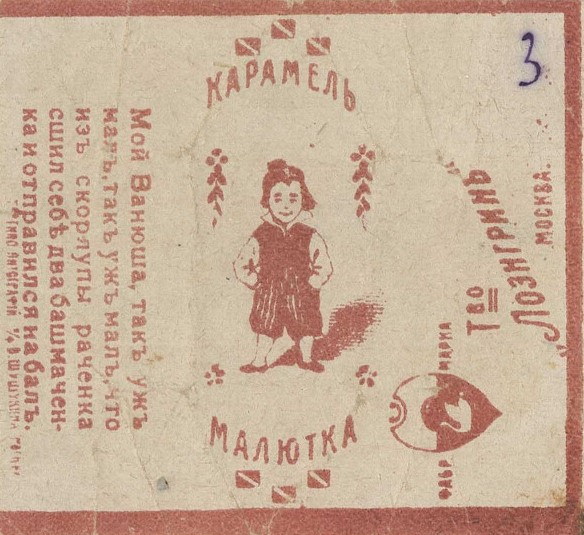 3
КАРАМЕЛЬ
МАЛЮТКА
Мой Ванюша, такъ ужъ
малъ, такъ ужъ малъ, что
изъ скорлупы раченка
сшил себѣ два башмачен-
ка и отправился на балъ.
Т-во
"Лоэнгринъ
МОСКВА.
ФАБР. МАРКА